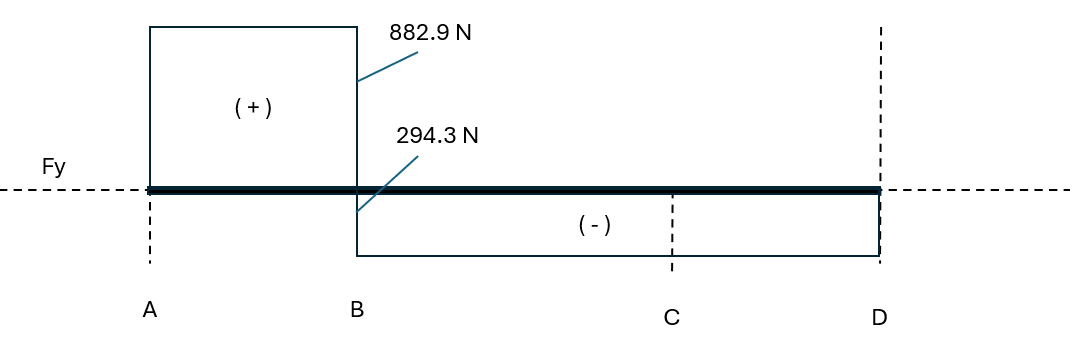 882.9 N
( + )
294.3 N
Fy
( - )
A
B
C
D